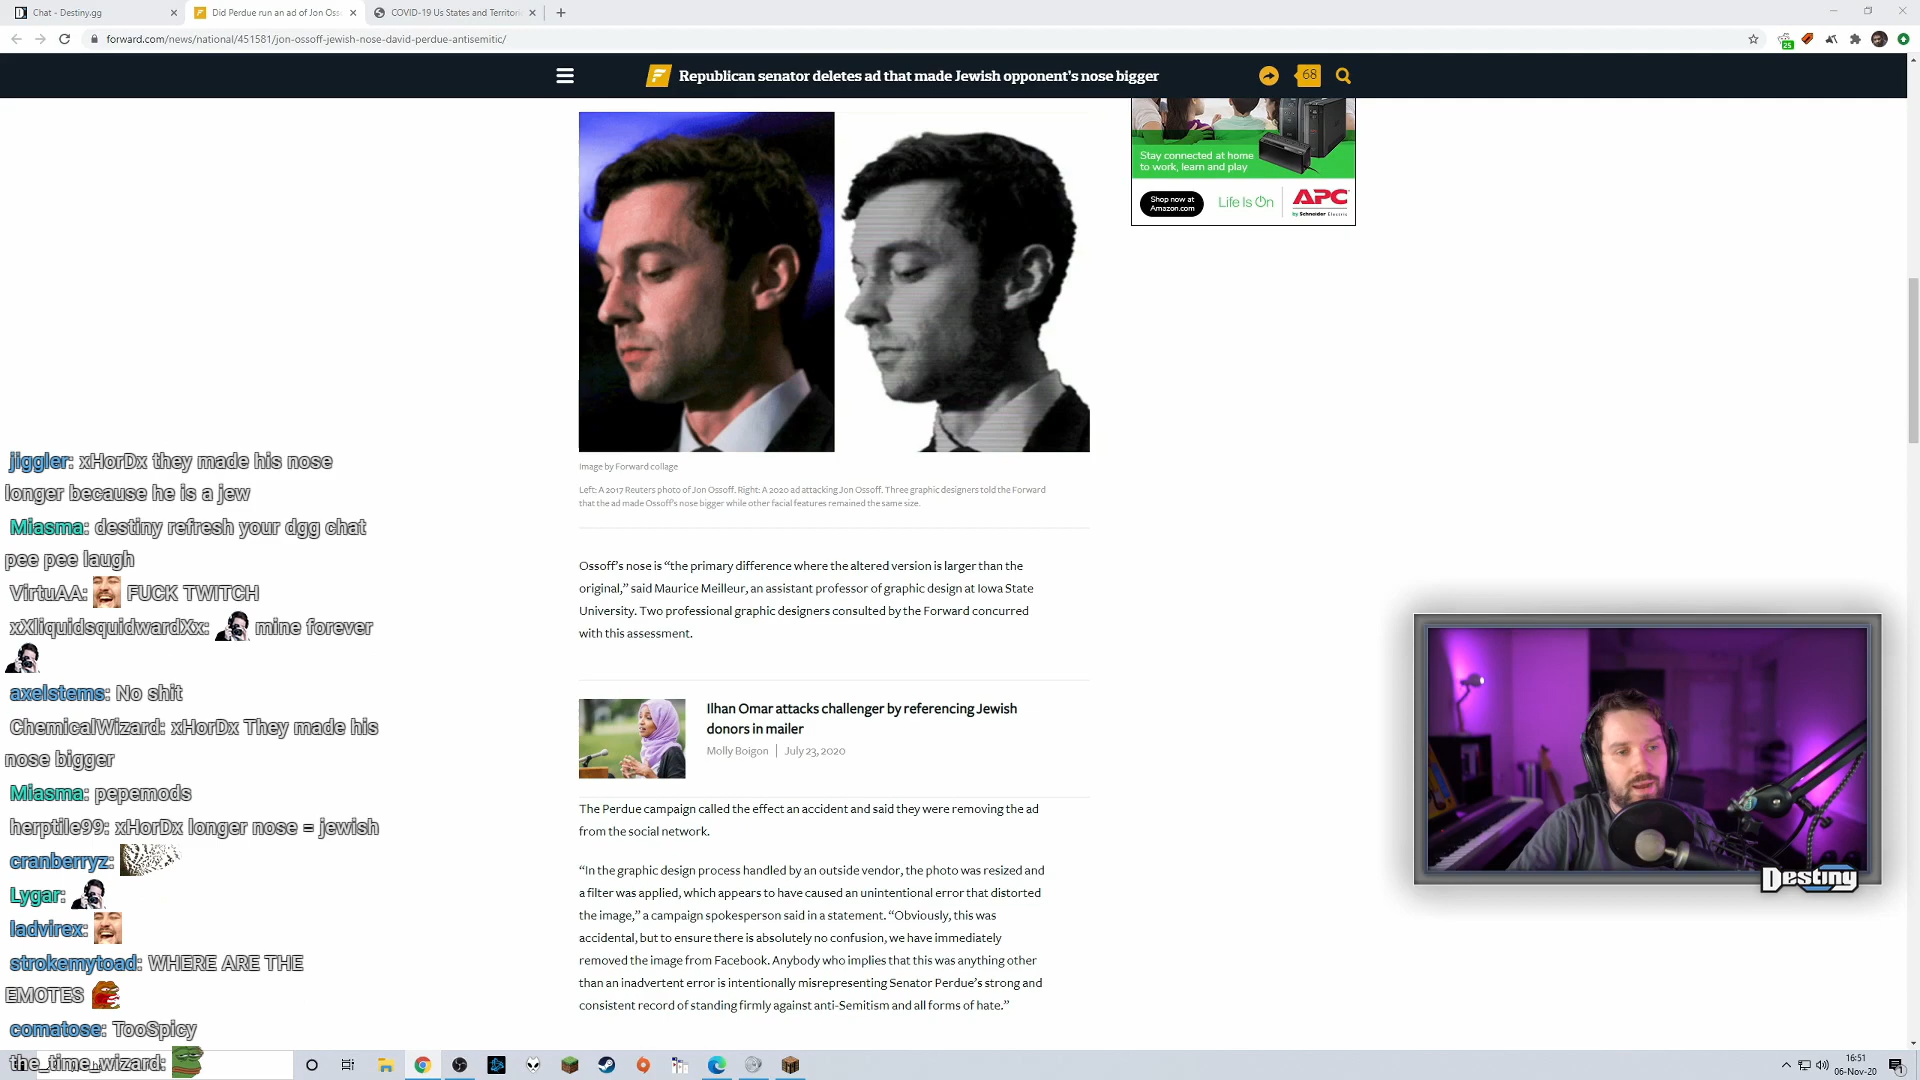 Chat - Destiny.gg
Did Perdue run an ad of Jon Oss
COVID-19 Us States and Territori
forward.com/news/national/451581/jon-ossoff-jewish-nose-david-perdue-antisemitic/
25
Republican senator deletes ad that made Jewish opponent's nose bigger
68
Stay connected at home
to work, learn and play
Shop now at
Amazon.com
Life Is On
APC
by Schneider Electric
Image by Forward collage
Left: A 2017 Reuters photo of Jon Ossoff. Right: A 2020 ad attacking Jon Ossoff. Three graphic designers told the Forward
that the ad made Ossoff's nose bigger while other facial features remained the same size.
Ossoff's nose is “the primary difference where the altered version is larger than the
original,” said Maurice Meilleur, an assistant professor of graphic design at Iowa State
University. Two professional graphic designers consulted by the Forward concurred
with this assessment.
Ilhan Omar attacks challenger by referencing Jewish
donors in mailer
Molly Boigon | July 23, 2020
The Perdue campaign called the effect an accident and said they were removing the ad
from the social network.
“In the graphic design process handled by an outside vendor, the photo was resized and
a filter was applied, which appears to have caused an unintentional error that distorted
the image,” a campaign spokesperson said in a statement. “Obviously, this was
accidental, but to ensure there is absolutely no confusion, we have immediately
removed the image from Facebook. Anybody who implies that this was anything other
than an inadvertent error is intentionally misrepresenting Senator Perdue's strong and
consistent record of standing firmly against anti-Semitism and all forms of hate.”
jiggler: xHorDx they made his nose
longer because he is a jew
Miasma: destiny refresh your dgg chat
pee pee laugh
VirtuAA: FUCK TWITCH
xXliquidsquidwardXx: mine forever
axelstems: No shit
ChemicalWizard: xHorDx They made his
nose bigger
Miasma: pepemods
herptile99: xHorDx longer nose = jewish
cranberryz:
Lygar:
ladvirex:
strokemytoad: WHERE ARE THE
EMOTES
comatose: TooSpicy
the_time_wizard:
Destiny
16:51
06-Nov-20